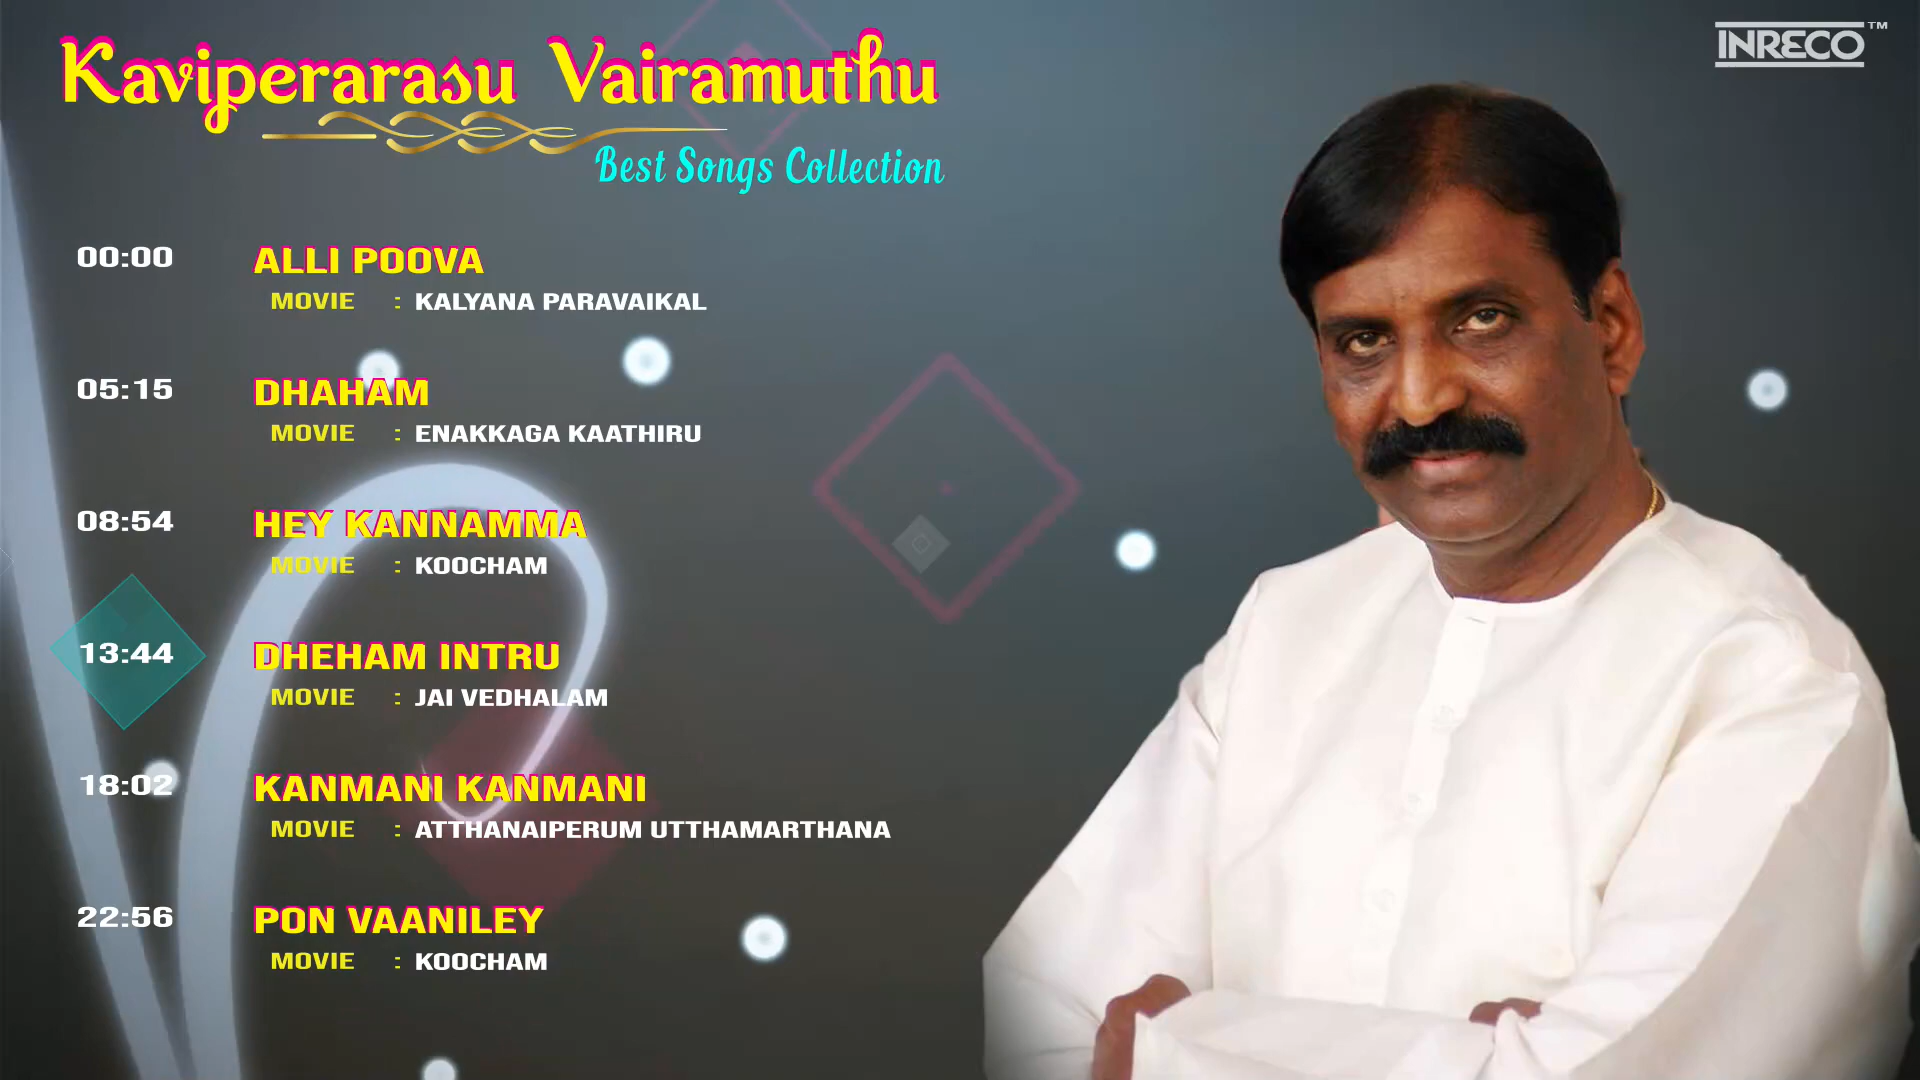 Kaviperarasu Vairamuthu
Best Songs Collection
INRECO™
00:00 ALLI POOVA
MOVIE : KALYANA PARAVAIKAL
05:15 DHAHAM
MOVIE : ENAKKAGA KAATHIRU
08:54 HEY KANNAMMA
MOVIE : KOOCHAM
13:44 DHEHAM INTRU
MOVIE : JAI VEDHALAM
18:02 KANMANI KANMANI
MOVIE : ATTHANAIPERUM UTTHAMARTHANA
22:56 PON VAANILEY
MOVIE : KOOCHAM